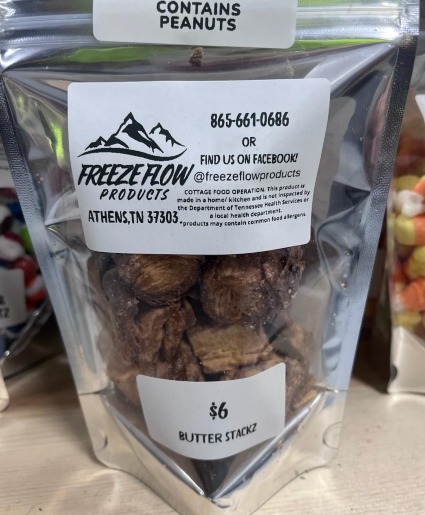 CONTAINS
PEANUTS
FREEZE FLOW
PRODUCTS
ATHENS,TN 37303
865-661-0686
OR
FIND US ON FACEBOOK!
@freezeflowproducts
COTTAGE FOOD OPERATION. This product is
made in a home/ kitchen and is not inspected by
the Department of Tennessee Health Services or
a local health department.
*products may contain common food allergens.
$6
BUTTER STACKZ